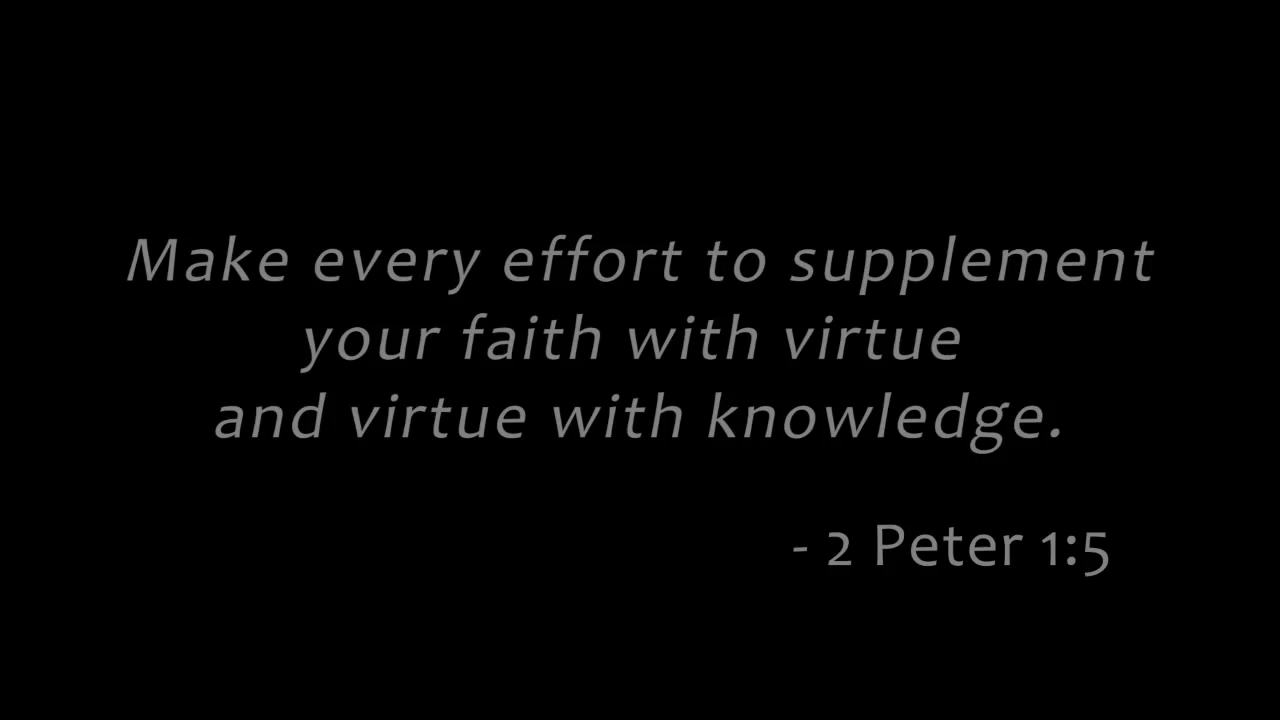 Make every effort to supplement
your faith with virtue
and virtue with knowledge.
- 2 Peter 1:5